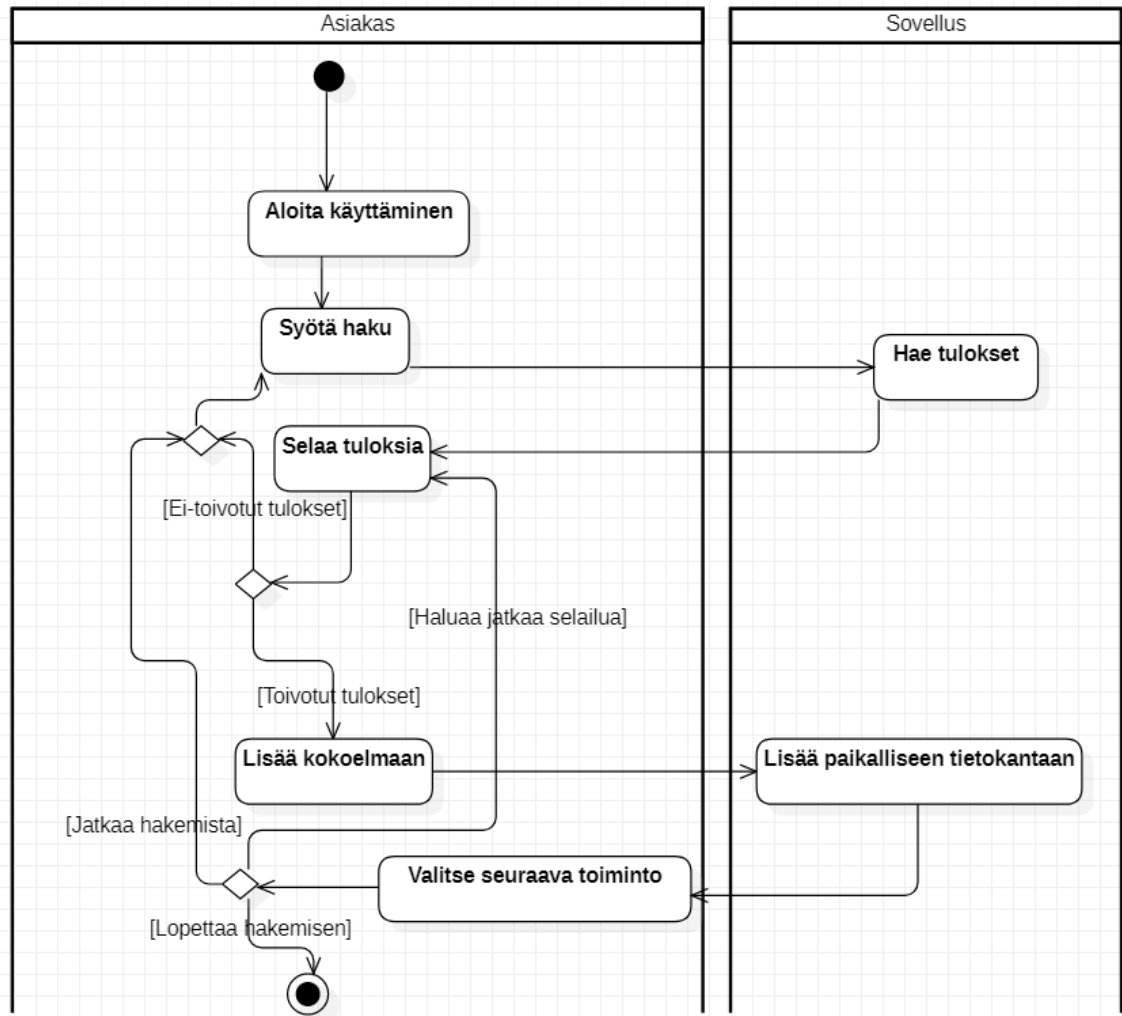 Asiakas
Sovellus
Aloita käyttäminen
Syötä haku
Hae tulokset
Selaa tuloksia
[Ei-toivotut tulokset]
[Haluaa jatkaa selailua]
[Toivotut tulokset]
Lisää kokoelmaan
Lisää paikalliseen tietokantaan
[Jatkaa hakemista]
Valitse seuraava toiminto
[Lopettaa hakemisen]